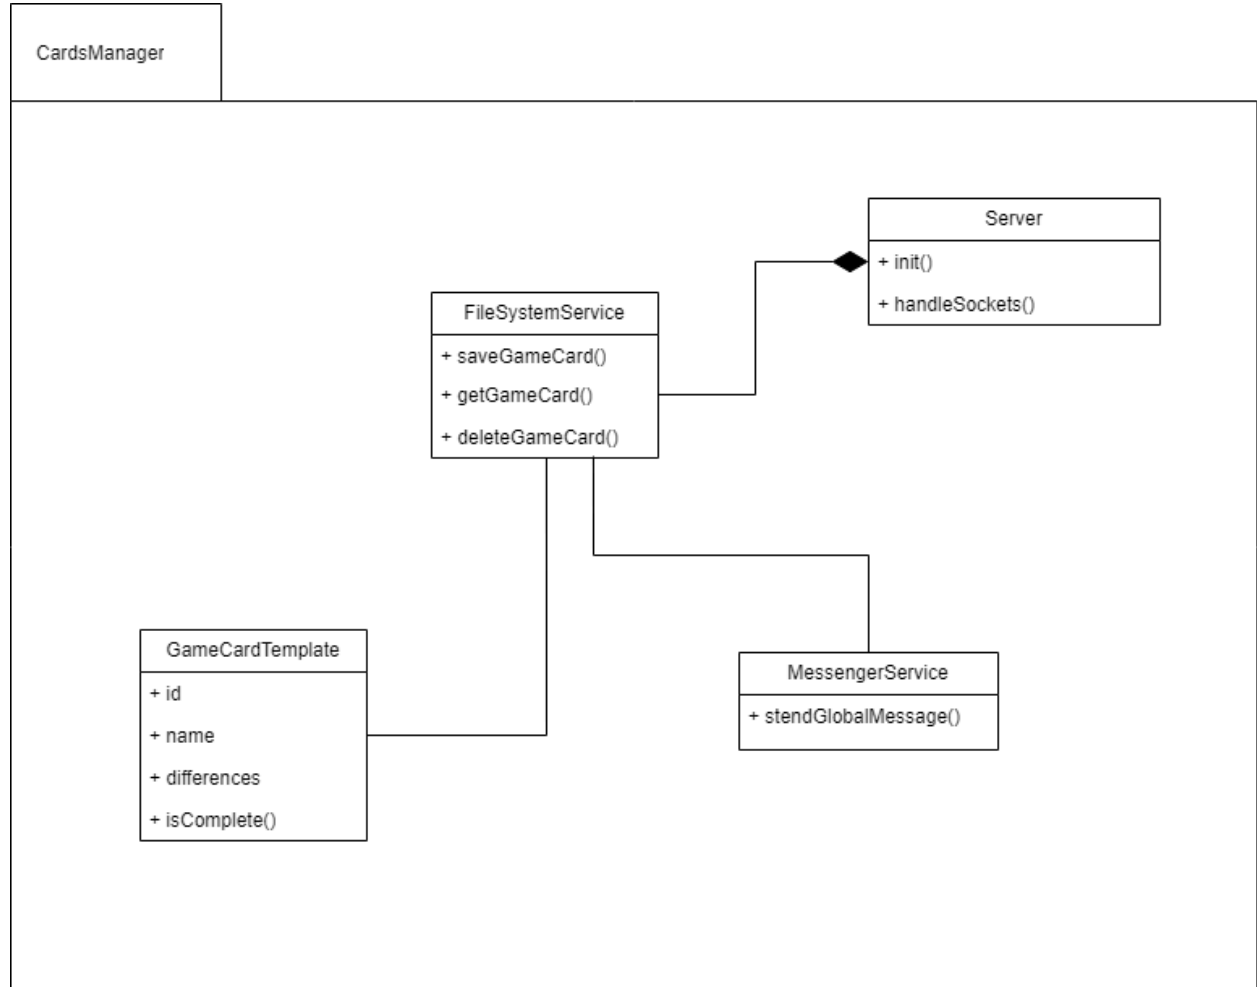 CardsManager
Server
+ init()
+ handleSockets()
FileSystemService
+ saveGameCard()
+ getGameCard()
+ deleteGameCard()
GameCardTemplate
+ id
+ name
+ differences
+ isComplete()
MessengerService
+ stendGlobalMessage()